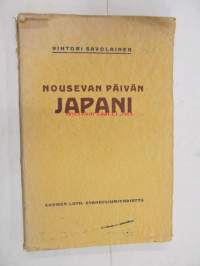 VIHTORI SAVOLAINEN
NOUSEVAN PÄIVÄN
JAPANI
SUOMEN LUTH. EVANKELIUMIYHDISTYS